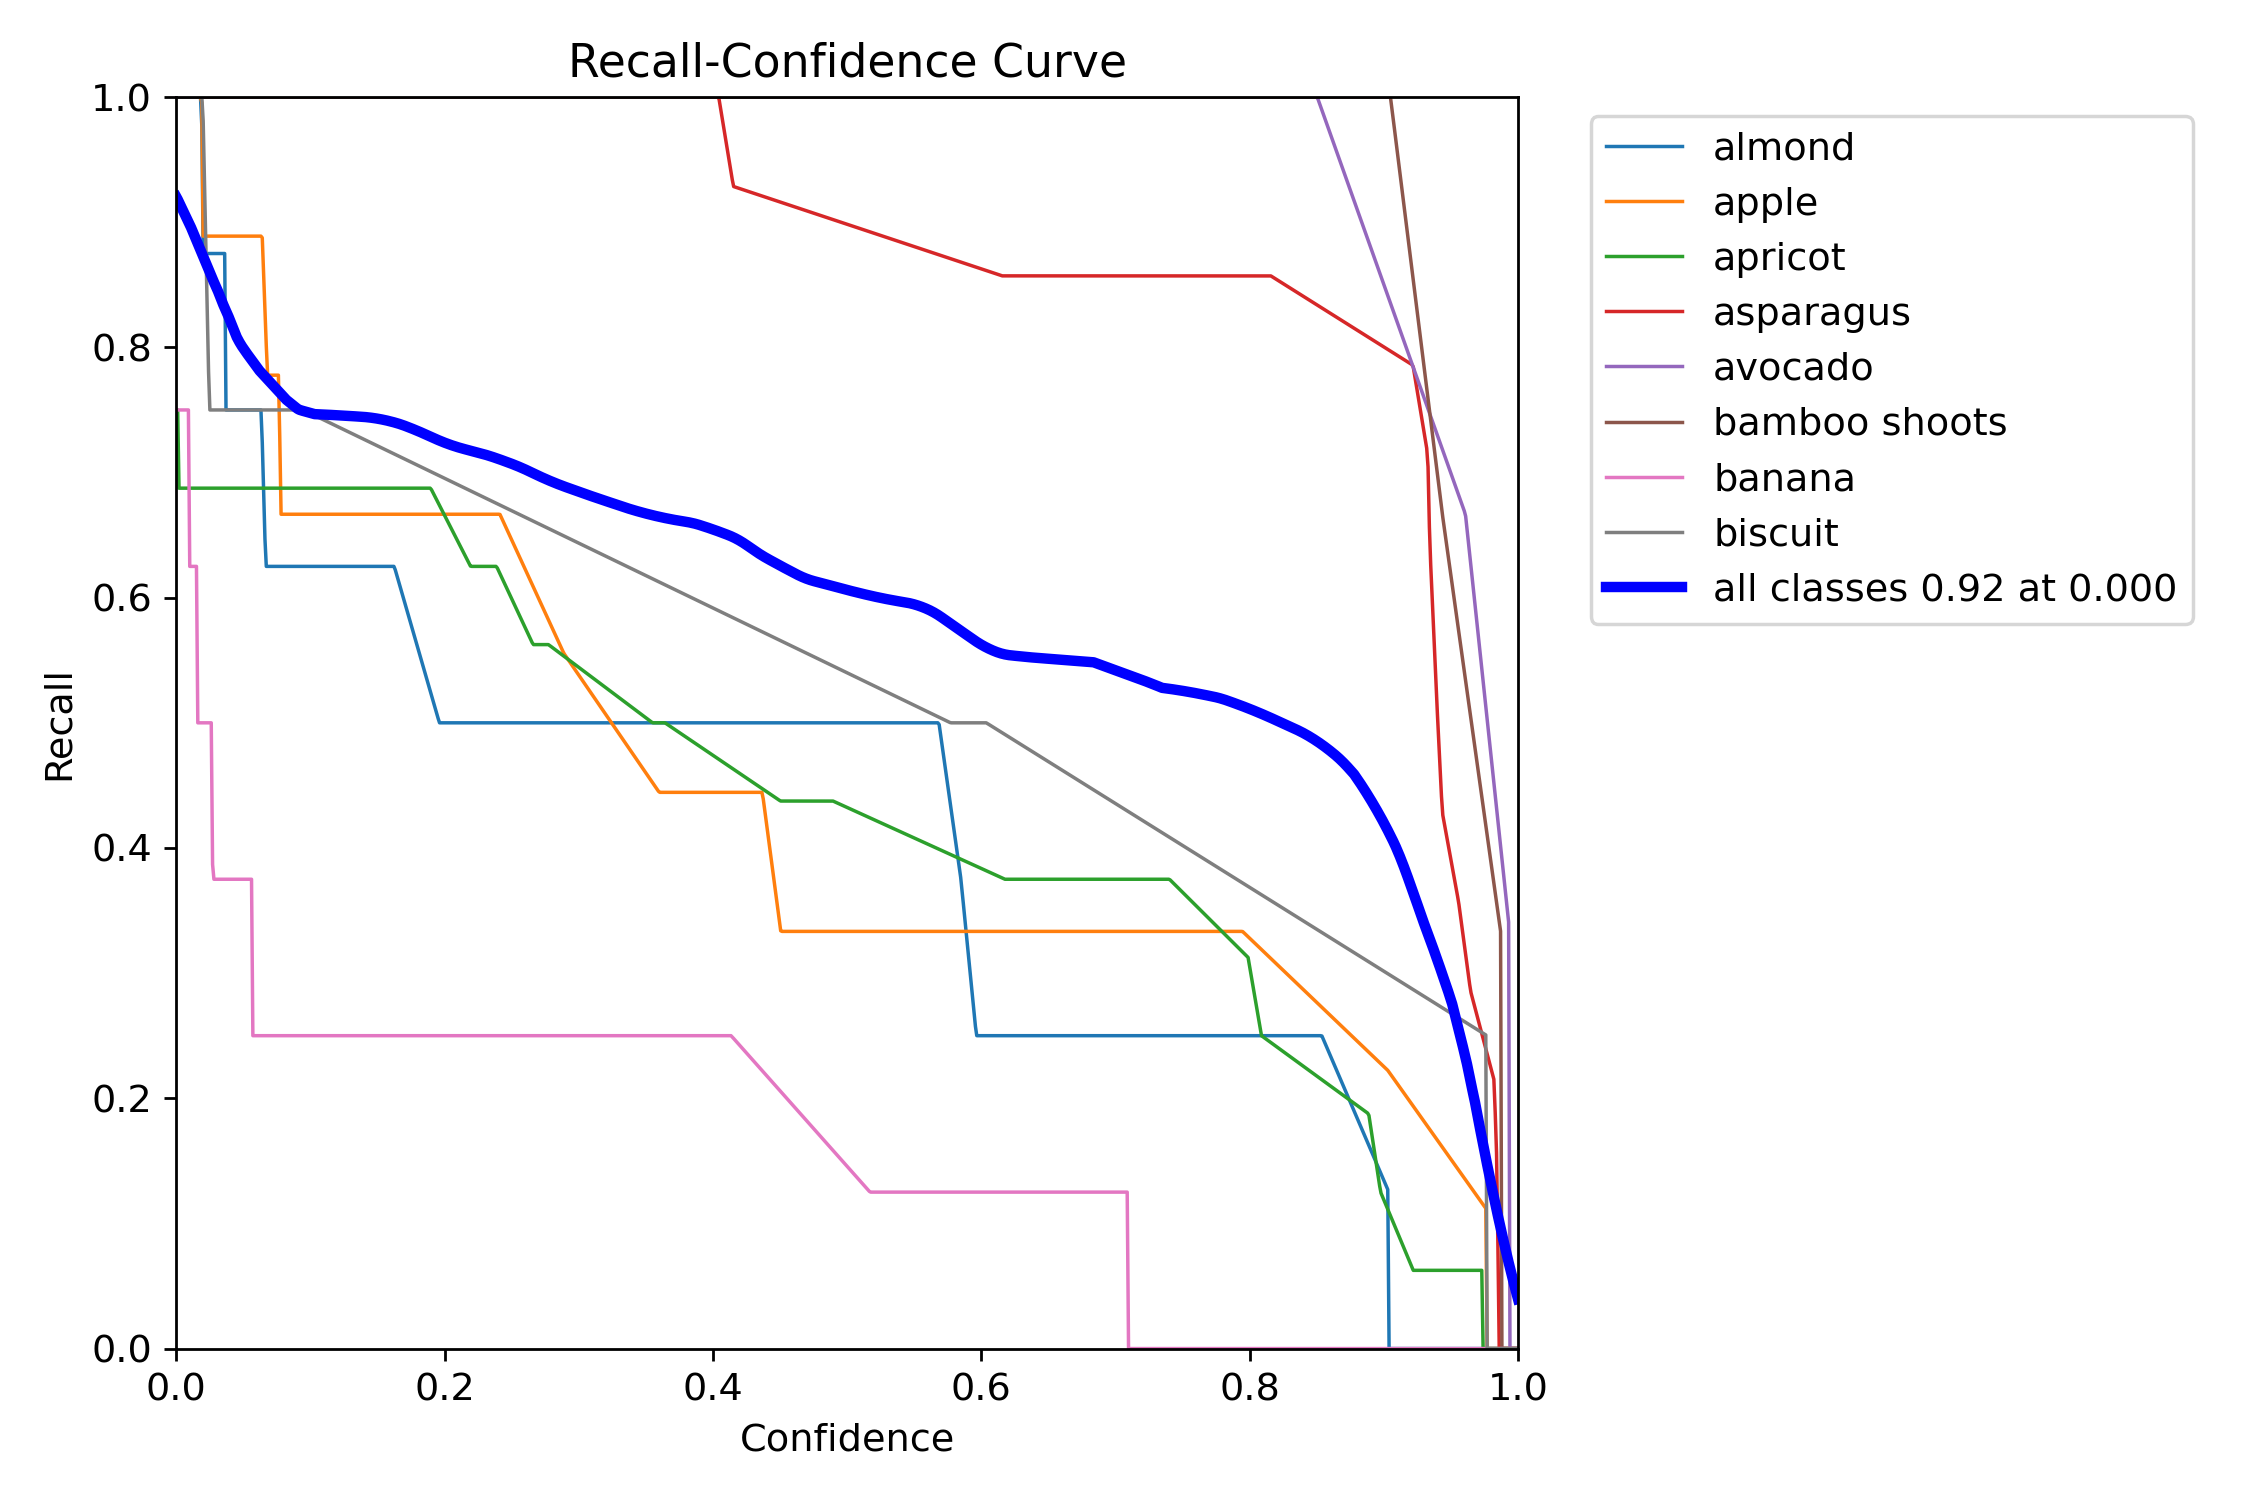 Recall-Confidence Curve
1.0
0.8
0.6
0.4
0.2
0.0
Recall
0.0 0.2 0.4 0.6 0.8 1.0
Confidence
almond
apple
apricot
asparagus
avocado
bamboo shoots
banana
biscuit
all classes 0.92 at 0.000